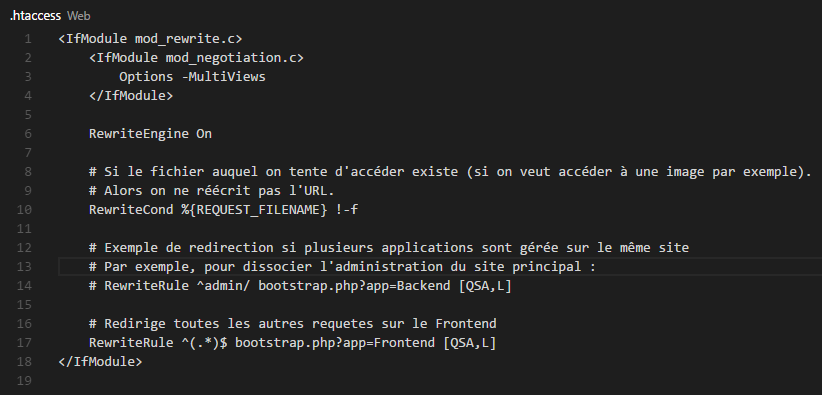 .htaccess Web
1 <IfModule mod_rewrite.c>
2 <IfModule mod_negotiation.c>
3 Options -MultiViews
4 </IfModule>
5
6 RewriteEngine On
7
8 # Si le fichier auquel on tente d'accéder existe (si on veut accéder à une image par exemple).
9 # Alors on ne réécrit pas l'URL.
10 RewriteCond %{REQUEST_FILENAME} !-f
11
12 # Exemple de redirection si plusieurs applications sont gérée sur le même site
13 # Par exemple, pour dissocier l'administration du site principal :
14 # RewriteRule ^admin/ bootstrap.php?app=Backend [QSA,L]
15
16 # Redirige toutes les autres requetes sur le Frontend
17 RewriteRule ^(.*)$ bootstrap.php?app=Frontend [QSA,L]
18 </IfModule>
19